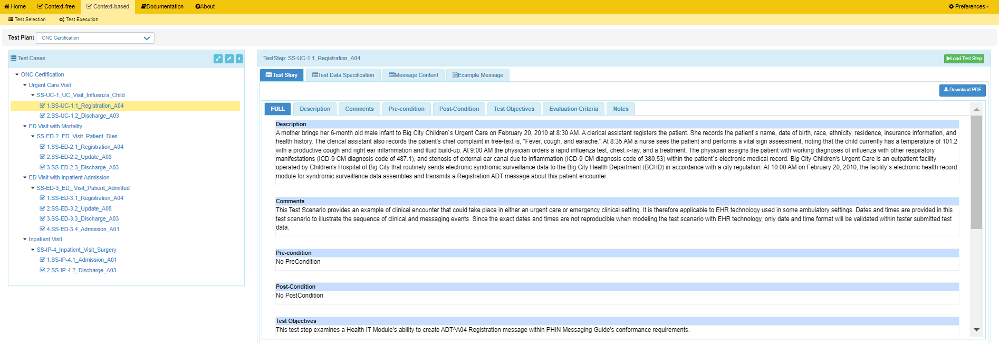 Home Context-free Context-based Documentation About Preferences
Test Selection Test Execution
Test Plan: ONC Certification
Test Cases
ONC Certification
Urgent Care Visit
SS-UC-1_UC_Visit_Influenza_Child
1.SS-UC-1.1_Registration_A04
2.SS-UC-1.2_Discharge_A03
ED Visit with Mortality
SS-ED-2_ED_Visit_Patient_Dies
1.SS-ED-2.1_Registration_A04
2.SS-ED-2.2_Update_A08
3.SS-ED-2.3_Discharge_A03
ED Visit with Inpatient Admission
SS-ED-3_ED_ Visit_Patient_Admitted
1.SS-ED-3.1_Registration_A04
2.SS-ED-3.2_Update_A08
3.SS-ED-3.3_Discharge_A03
4.SS-ED-3.4_Admission_A01
Inpatient Visit
SS-IP-4_Inpatient_Visit_Surgery
1.SS-IP-4.1_Admission_A01
2.SS-IP-4.2_Discharge_A03
TestStep: SS-UC-1.1_Registration_A04
Load Test Step
Test Story Test Data Specification Message Content Example Message
Download PDF
FULL Description Comments Pre-condition Post-Condition Test Objectives Evaluation Criteria Notes
Description
A mother brings her 6-month old male infant to Big City Children`s Urgent Care on February 20, 2010 at 8:30 AM. A clerical assistant registers the patient. She records the patient`s name, date of birth, race, ethnicity, residence, insurance information, and
health history. The clerical assistant also records the patient's chief complaint in free-text is, "Fever, cough, and earache." At 8:35 AM a nurse sees the patient and performs a vital sign assessment, noting that the child currently has a temperature of 101.2
with a productive cough and right ear inflammation and fluid build-up. At 9:00 AM the physician orders a rapid influenza test, chest x-ray, and a treatment. The physician assigns the patient with working diagnoses of influenza with other respiratory
manifestations (ICD-9 CM diagnosis code of 487.1), and stenosis of external ear canal due to inflammation (ICD-9 CM diagnosis code of 380.53) within the patient`s electronic medical record. Big City Children's Urgent Care is an outpatient facility
operated by Children's Hospital of Big City that routinely sends electronic syndromic surveillance data to the Big City Health Department (BCHD) in accordance with a city regulation. At 10:00 AM on February 20, 2010, the facility`s electronic health record
module for syndromic surveillance data assembles and transmits a Registration ADT message about this patient encounter.
Comments
This Test Scenario provides an example of clinical encounter that could take place in either an urgent care or emergency clinical setting. It is therefore applicable to EHR technology used in some ambulatory settings. Dates and times are provided in this
test scenario to illustrate the sequence of clinical and messaging events. Since the exact dates and times are not reproducible when modeling the test scenario with EHR technology, only date and time format will be validated within tester submitted test
data.
Pre-condition
No PreCondition
Post-Condition
No PostCondition
Test Objectives
This test step examines a Health IT Module's ability to create ADT^A04 Registration message within PHIN Messaging Guide's conformance requirements.